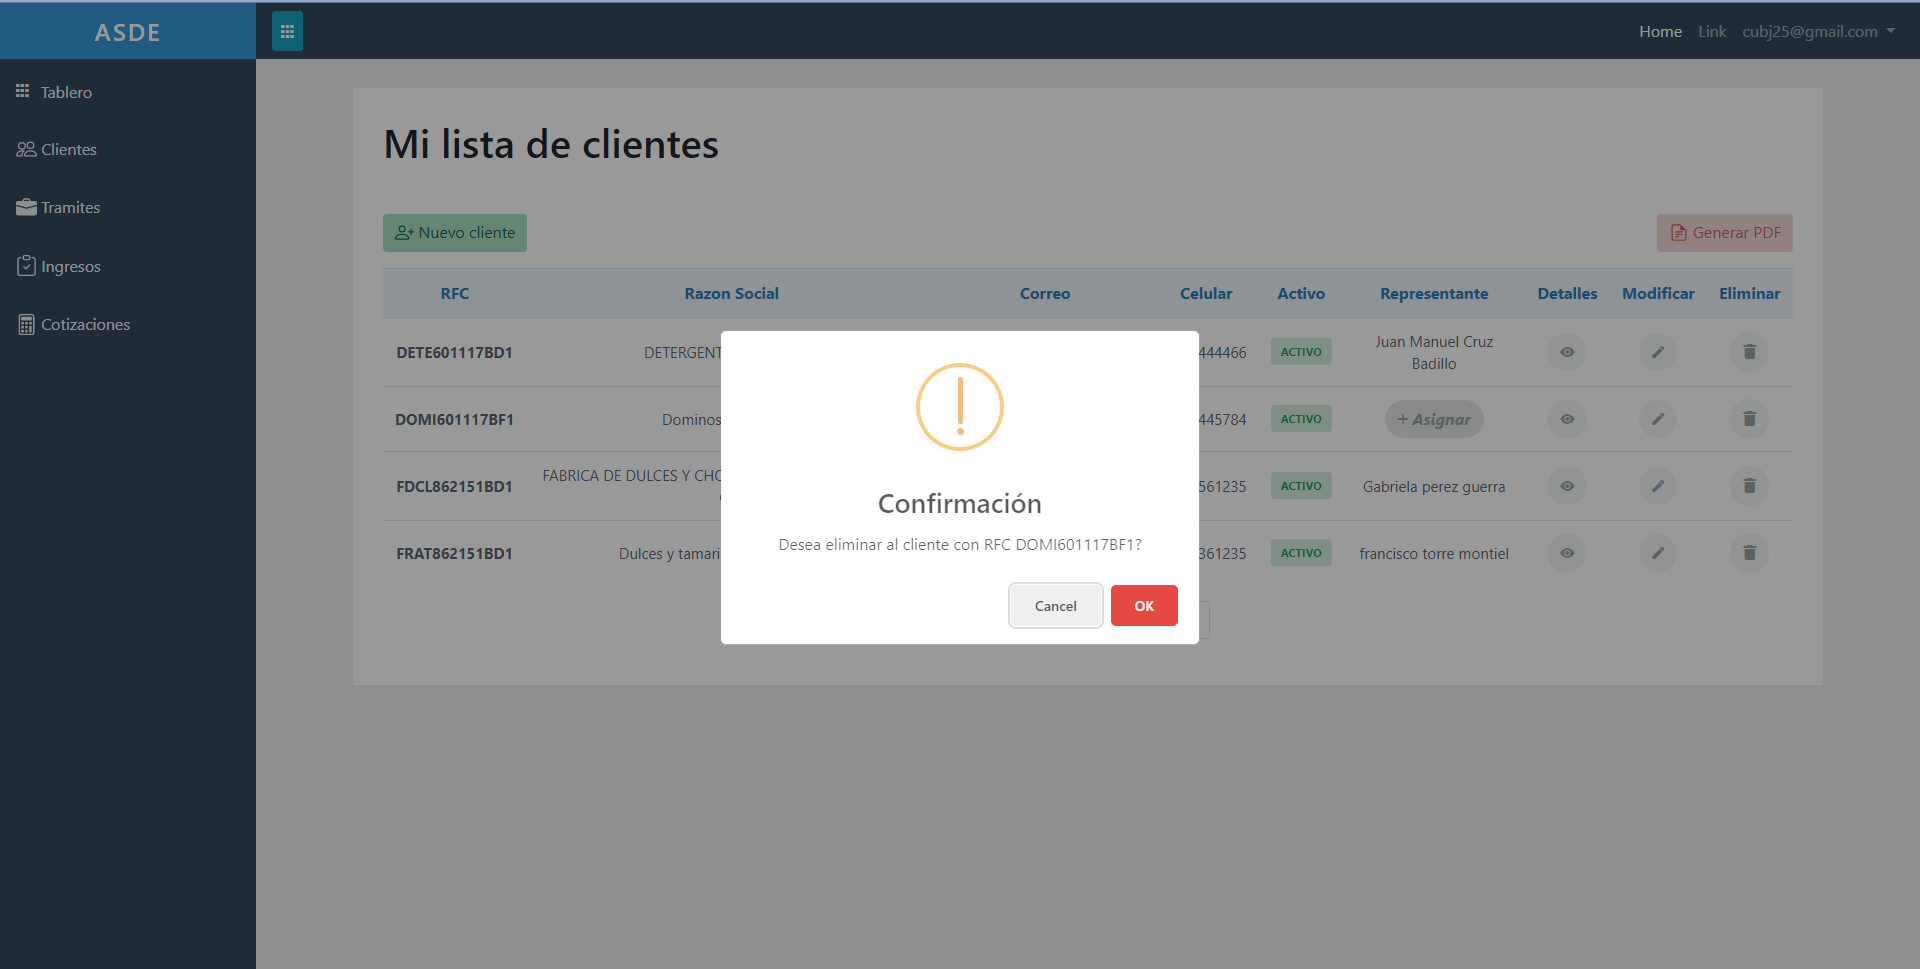 ASDE
Home Link cubj25@gmail.com
Tablero
Clientes
Tramites
Ingresos
Cotizaciones
Mi lista de clientes
Nuevo cliente
Generar PDF
RFC Razon Social Correo Celular Activo Representante Detalles Modificar Eliminar
DETE601117BD1 DETERGENT 444466 ACTIVO Juan Manuel Cruz Badillo
DOMI601117BF1 Dominos 445784 ACTIVO + Asignar
FDCL862151BD1 FABRICA DE DULCES Y CHO 561235 ACTIVO Gabriela perez guerra
FRAT862151BD1 Dulces y tamari 361235 ACTIVO francisco torre montiel
Confirmación
Desea eliminar al cliente con RFC DOMI601117BF1?
Cancel OK